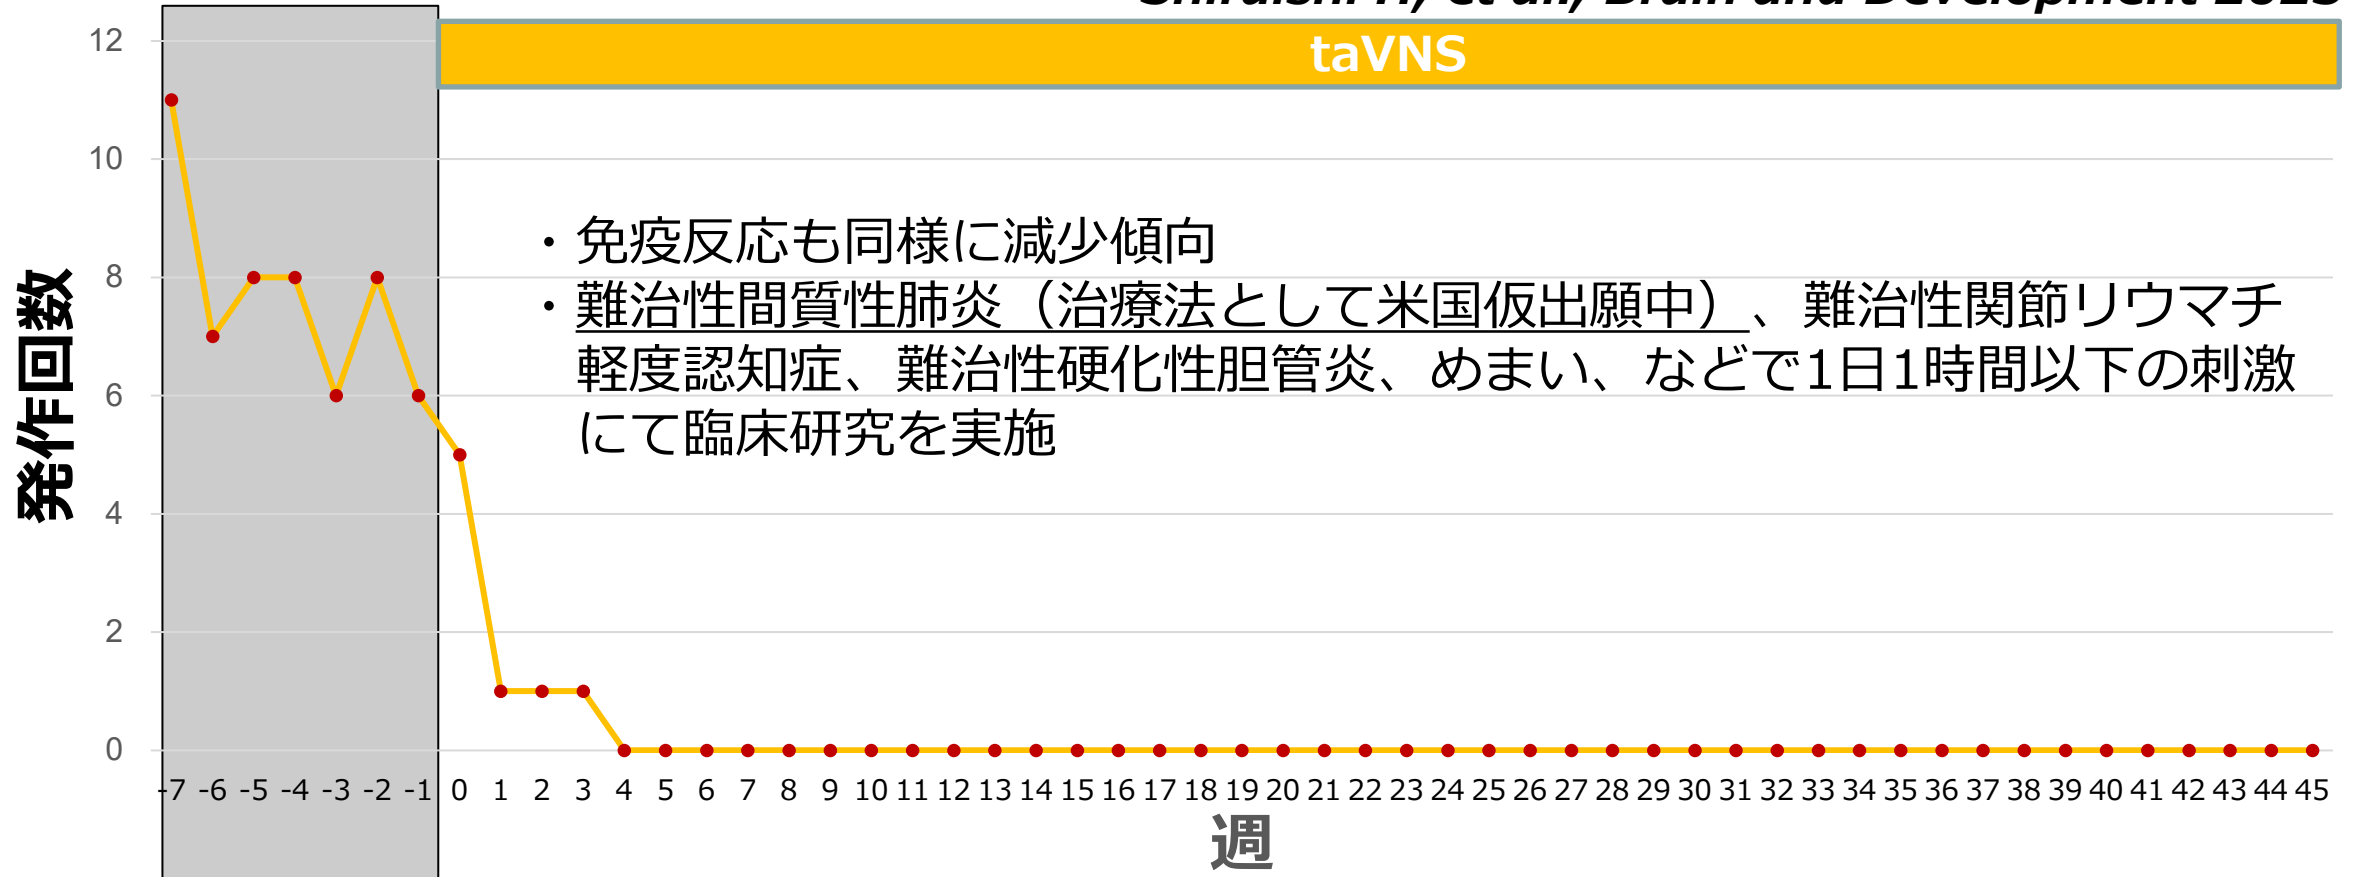 Shiraishi H, et al., Brain and Development 2023
taVNS
12
10
8
6
4
2
0
発作回数
・免疫反応も同様に減少傾向
・難治性間質性肺炎（治療法として米国仮出願中）、難治性関節リウマチ
軽度認知症、難治性硬化性胆管炎、めまい、などで1日1時間以下の刺激
にて臨床研究を実施
-7 -6 -5 -4 -3 -2 -1 0 1 2 3 4 5 6 7 8 9 10 11 12 13 14 15 16 17 18 19 20 21 22 23 24 25 26 27 28 29 30 31 32 33 34 35 36 37 38 39 40 41 42 43 44 45
週